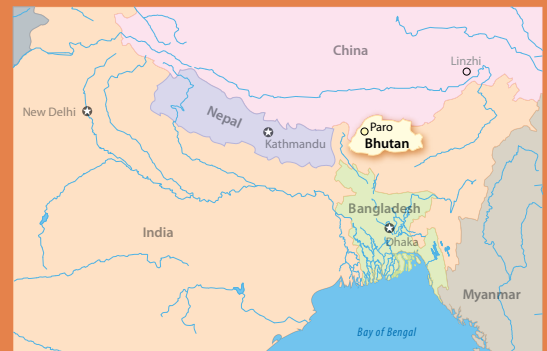 China
Linzhi
New Delhi
Nepal
Paro
Kathmandu
Bhutan
Bangladesh
India
Dhaka
Myanmar
Bay of Bengal